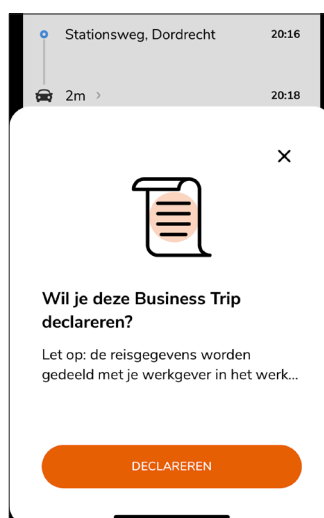 Stationsweg, Dordrecht 20:16
2m > 20:18
Wil je deze Business Trip
declareren?
Let op: de reisgegevens worden
gedeeld met je werkgever in het werk...
DECLAREREN